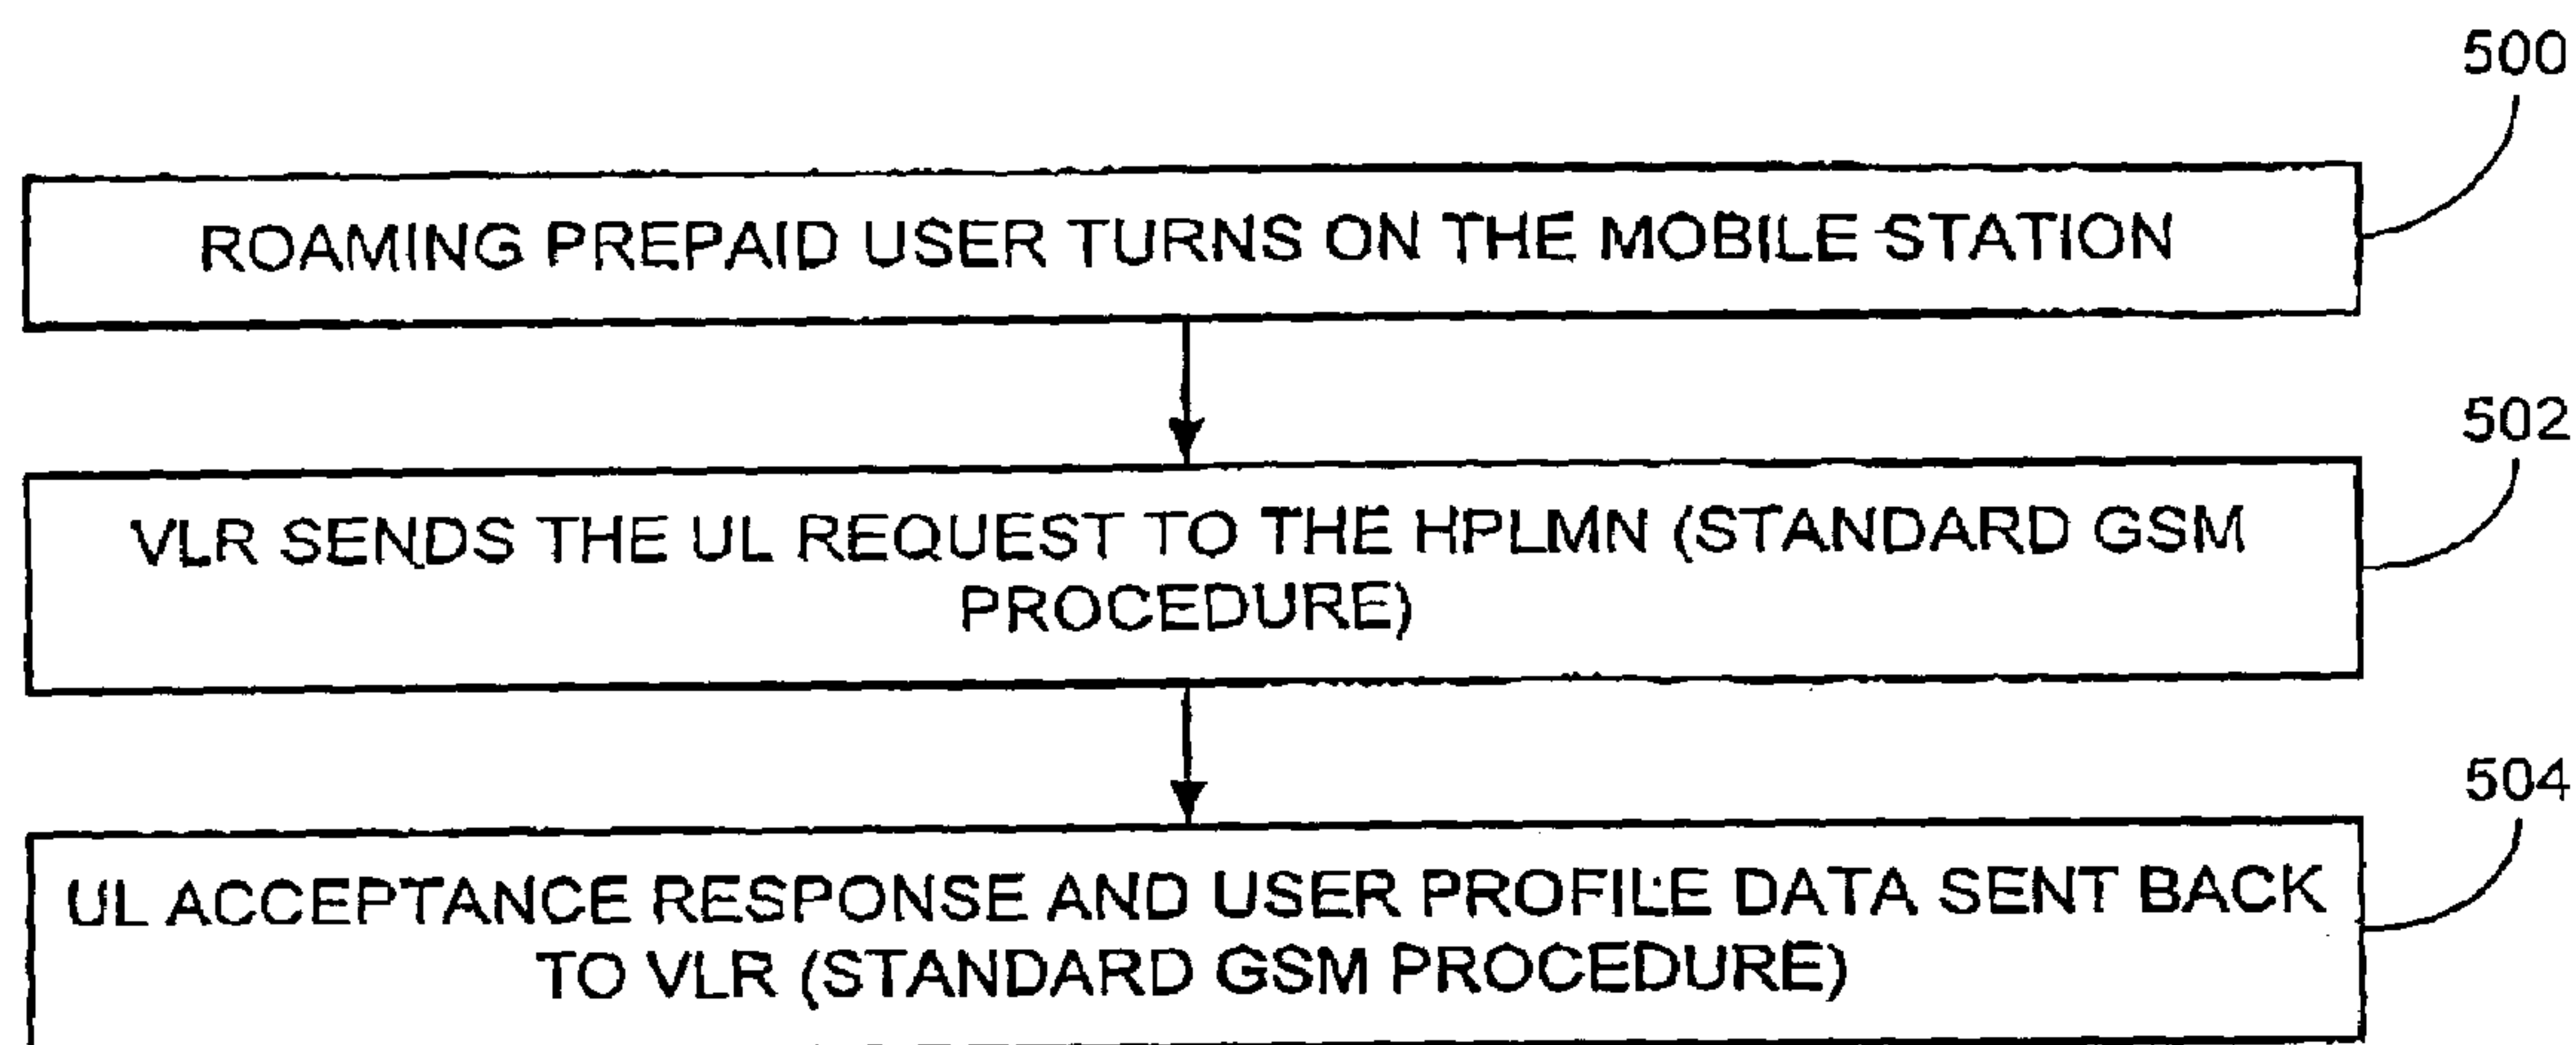 500
ROAMING PREPAID USER TURNS ON THE MOBILE STATION
502
VLR SENDS THE UL REQUEST TO THE HPLMN (STANDARD GSM
PROCEDURE)
504
UL ACCEPTANCE RESPONSE AND USER PROFILE DATA SENT BACK
TO VLR (STANDARD GSM PROCEDURE)